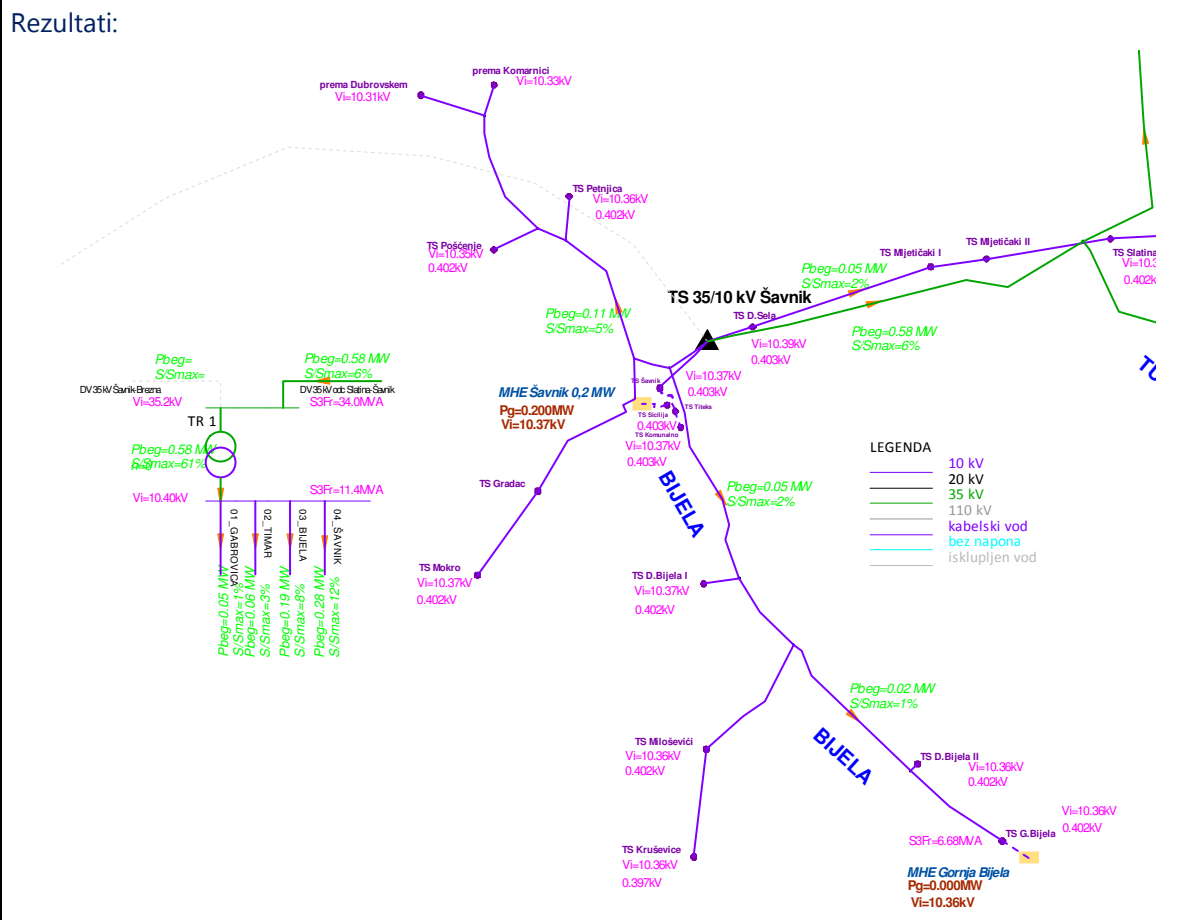 Rezultati:
prema Komarnici
Vi=10.33kV
prema Dubrovskem
Vi=10.31kV
TS Petnjica
Vi=10.36kV
0.402kV
TS Pošćenje
Vi=10.35kV
0.402kV
TS Mljetičaki I
TS Mljetičaki II
TS Slatina
Vi=10.3
0.402k
Pbeg=0.05 MW
S/Smax=2%
TS 35/10 kV Šavnik
TS D.Sela
Vi=10.39kV
0.403kV
Pbeg=0.58 MW
S/Smax=6%
Pbeg=0.11 MW
S/Smax=5%
Pbeg=
S/Smax=
Pbeg=0.58 MW
S/Smax=6%
DV 35 kV Šavnik-Brezna
DV35 kV odc Slatina-Šavnik
Vi=35.2kV
S3Fr=34.0MVA
TR 1
Pbeg=0.58 MW
S/Smax=61%
Vi=10.40kV
S3Fr=11.4MVA
01_GABROVICA
02_TIMAR
03_BIJELA
04_ŠAVNIK
Pbeg=0.05 MW
S/Smax=1%
Pbeg=0.06 MW
S/Smax=3%
Pbeg=0.19 MW
S/Smax=8%
Pbeg=0.28 MW
S/Smax=12%
Vi=10.37kV
0.403kV
TS Šavnik
MHE Šavnik 0,2 MW
Pg=0.200MW
Vi=10.37kV
TS Titeks
TS Sicilija
0.403kV
TS Komunalno
Vi=10.37kV
0.403kV
BIJELA
Pbeg=0.05 MW
S/Smax=2%
LEGENDA
10 kV
20 kV
35 kV
110 kV
kabelski vod
bez napona
isklupljen vod
TS Gradac
TS Mokro
Vi=10.37kV
0.402kV
TS D.Bijela I
Vi=10.37kV
0.402kV
Pbeg=0.02 MW
S/Smax=1%
BIJELA
TS Miloševići
Vi=10.36kV
0.402kV
TS D.Bijela II
Vi=10.36kV
0.402kV
Vi=10.36kV
0.402kV
TS G.Bijela
S3Fr=6.68MVA
TS Kruševice
Vi=10.36kV
0.397kV
MHE Gornja Bijela
Pg=0.000MW
Vi=10.36kV